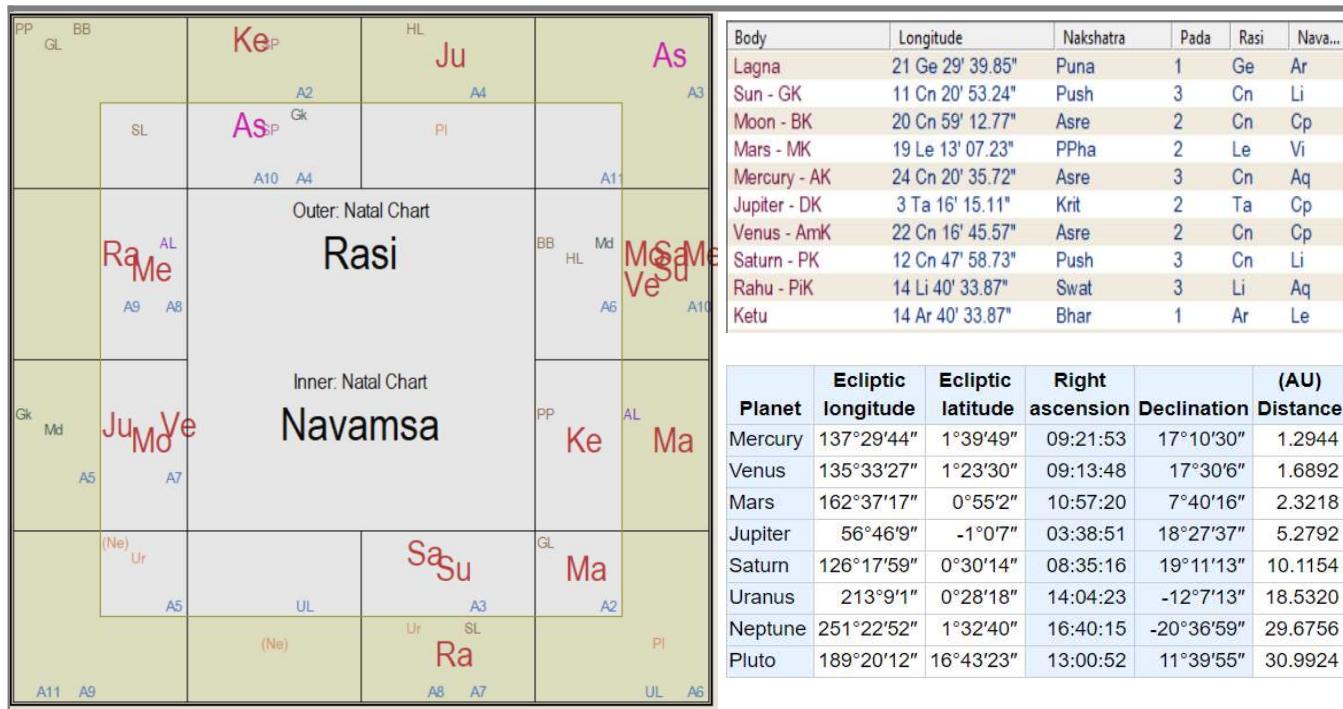 PP BB
GL
Ke
SP
A2
HL
Ju
A4
As
A3
SL
As
SP
Gk
A10 A4
Pl
A11
Outer: Natal Chart
Rasi
Ra
Me
AL
A9 A8
BB
HL
Md
A6
Mo
Sa
Me
Su
Ve
A10
Inner: Natal Chart
Navamsa
Gk
Md
A5
Ju
Mo
Ve
A7
PP
Ke
AL
Ma
(Ne)
Ur
A5
UL
Sa
Su
A3
GL
Ma
A2
A11 A9
(Ne)
Ur SL
Ra
A8 A7
Pl
UL A6
Body Longitude Nakshatra Pada Rasi Nava...
Lagna 21 Ge 29' 39.85" Puna 1 Ge Ar
Sun - GK 11 Cn 20' 53.24" Push 3 Cn Li
Moon - BK 20 Cn 59' 12.77" Asre 2 Cn Cp
Mars - MK 19 Le 13' 07.23" PPha 2 Le Vi
Mercury - AK 24 Cn 20' 35.72" Asre 3 Cn Aq
Jupiter - DK 3 Ta 16' 15.11" Krit 2 Ta Cp
Venus - AmK 22 Cn 16' 45.57" Asre 2 Cn Cp
Saturn - PK 12 Cn 47' 58.73" Push 3 Cn Li
Rahu - PiK 14 Li 40' 33.87" Swat 3 Li Aq
Ketu 14 Ar 40' 33.87" Bhar 1 Ar Le
Ecliptic Ecliptic Right (AU)
Planet longitude latitude ascension Declination Distance
Mercury 137°29′44″ 1°39′49″ 09:21:53 17°10′30″ 1.2944
Venus 135°33′27″ 1°23′30″ 09:13:48 17°30′6″ 1.6892
Mars 162°37′17″ 0°55′2″ 10:57:20 7°40′16″ 2.3218
Jupiter 56°46′9″ -1°0′7″ 03:38:51 18°27′37″ 5.2792
Saturn 126°17′59″ 0°30′14″ 08:35:16 19°11′13″ 10.1154
Uranus 213°9′1″ 0°28′18″ 14:04:23 -12°7′13″ 18.5320
Neptune 251°22′52″ 1°32′40″ 16:40:15 -20°36′59″ 29.6756
Pluto 189°20′12″ 16°43′23″ 13:00:52 11°39′55″ 30.9924